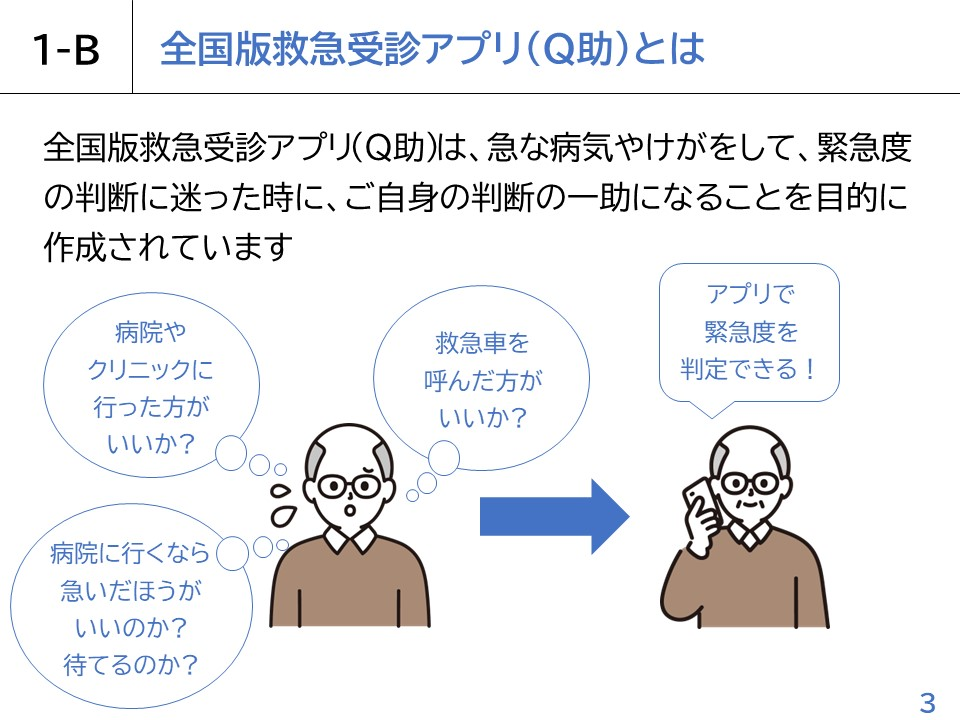 1-B
全国版救急受診アプリ（Q助）とは
全国版救急受診アプリ（Q助）は、急な病気やけがをして、緊急度
の判断に迷った時に、ご自身の判断の一助になることを目的に
作成されています
病院や
クリニックに
行った方が
いいか？
救急車を
呼んだ方が
いいか？
アプリで
緊急度を
判定できる！
病院に行くなら
急いだほうが
いいのか？
待てるのか？
3